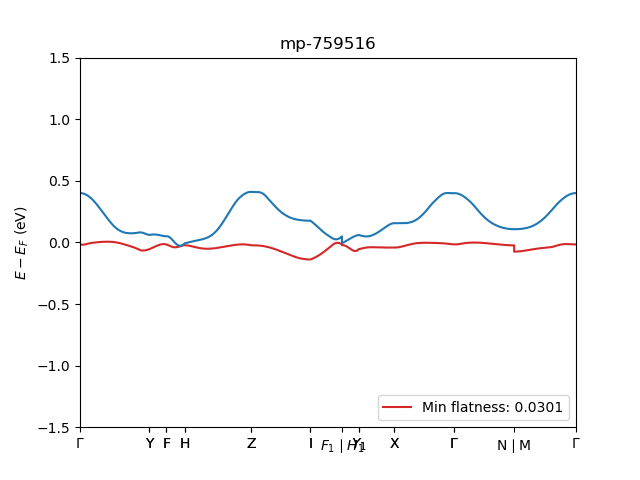 mp-759516
E − E_F (eV)
1.5
1.0
0.5
0.0
−0.5
−1.0
−1.5
Min flatness: 0.0301
Γ Y F H Z I F₁ | H₁ Y₁ X Γ N | M Γ